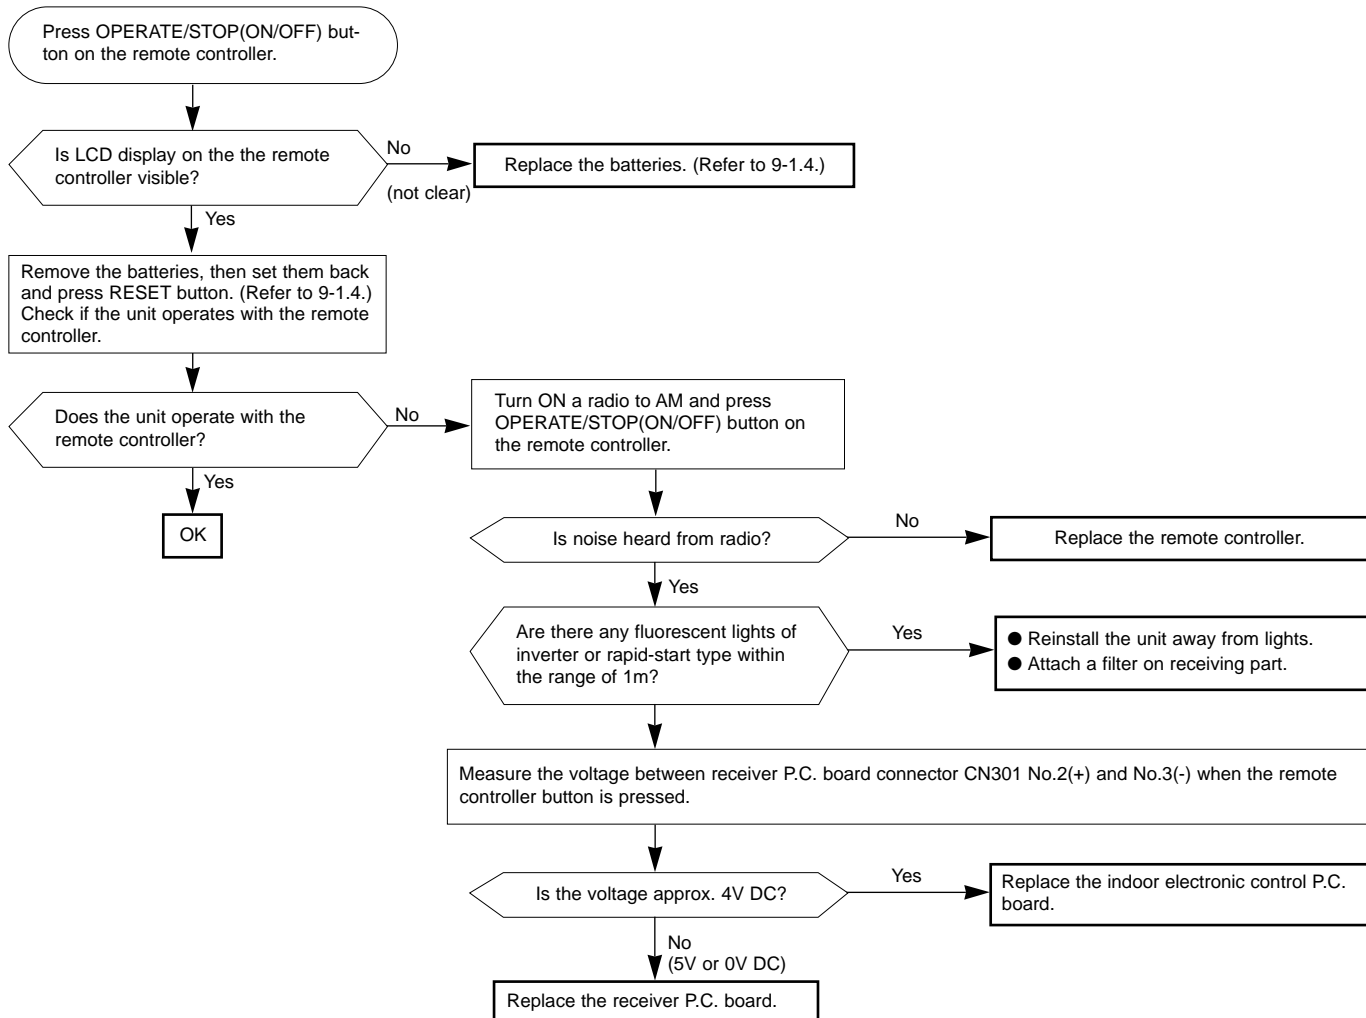 Press OPERATE/STOP(ON/OFF) but-
ton on the remote controller.
Is LCD display on the the remote
controller visible?
No
(not clear)
Replace the batteries. (Refer to 9-1.4.)
Yes
Remove the batteries, then set them back
and press RESET button. (Refer to 9-1.4.)
Check if the unit operates with the remote
controller.
Does the unit operate with the
remote controller?
No
Turn ON a radio to AM and press
OPERATE/STOP(ON/OFF) button on
the remote controller.
Yes
OK
Is noise heard from radio?
No
Replace the remote controller.
Yes
Are there any fluorescent lights of
inverter or rapid-start type within
the range of 1m?
Yes
● Reinstall the unit away from lights.
● Attach a filter on receiving part.
Measure the voltage between receiver P.C. board connector CN301 No.2(+) and No.3(-) when the remote
controller button is pressed.
Is the voltage approx. 4V DC?
Yes
Replace the indoor electronic control P.C.
board.
No
(5V or 0V DC)
Replace the receiver P.C. board.